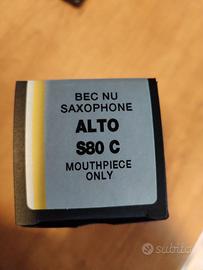 BEC NU
SAXOPHONE
ALTO
S80 C
MOUTHPIECE
ONLY
subito